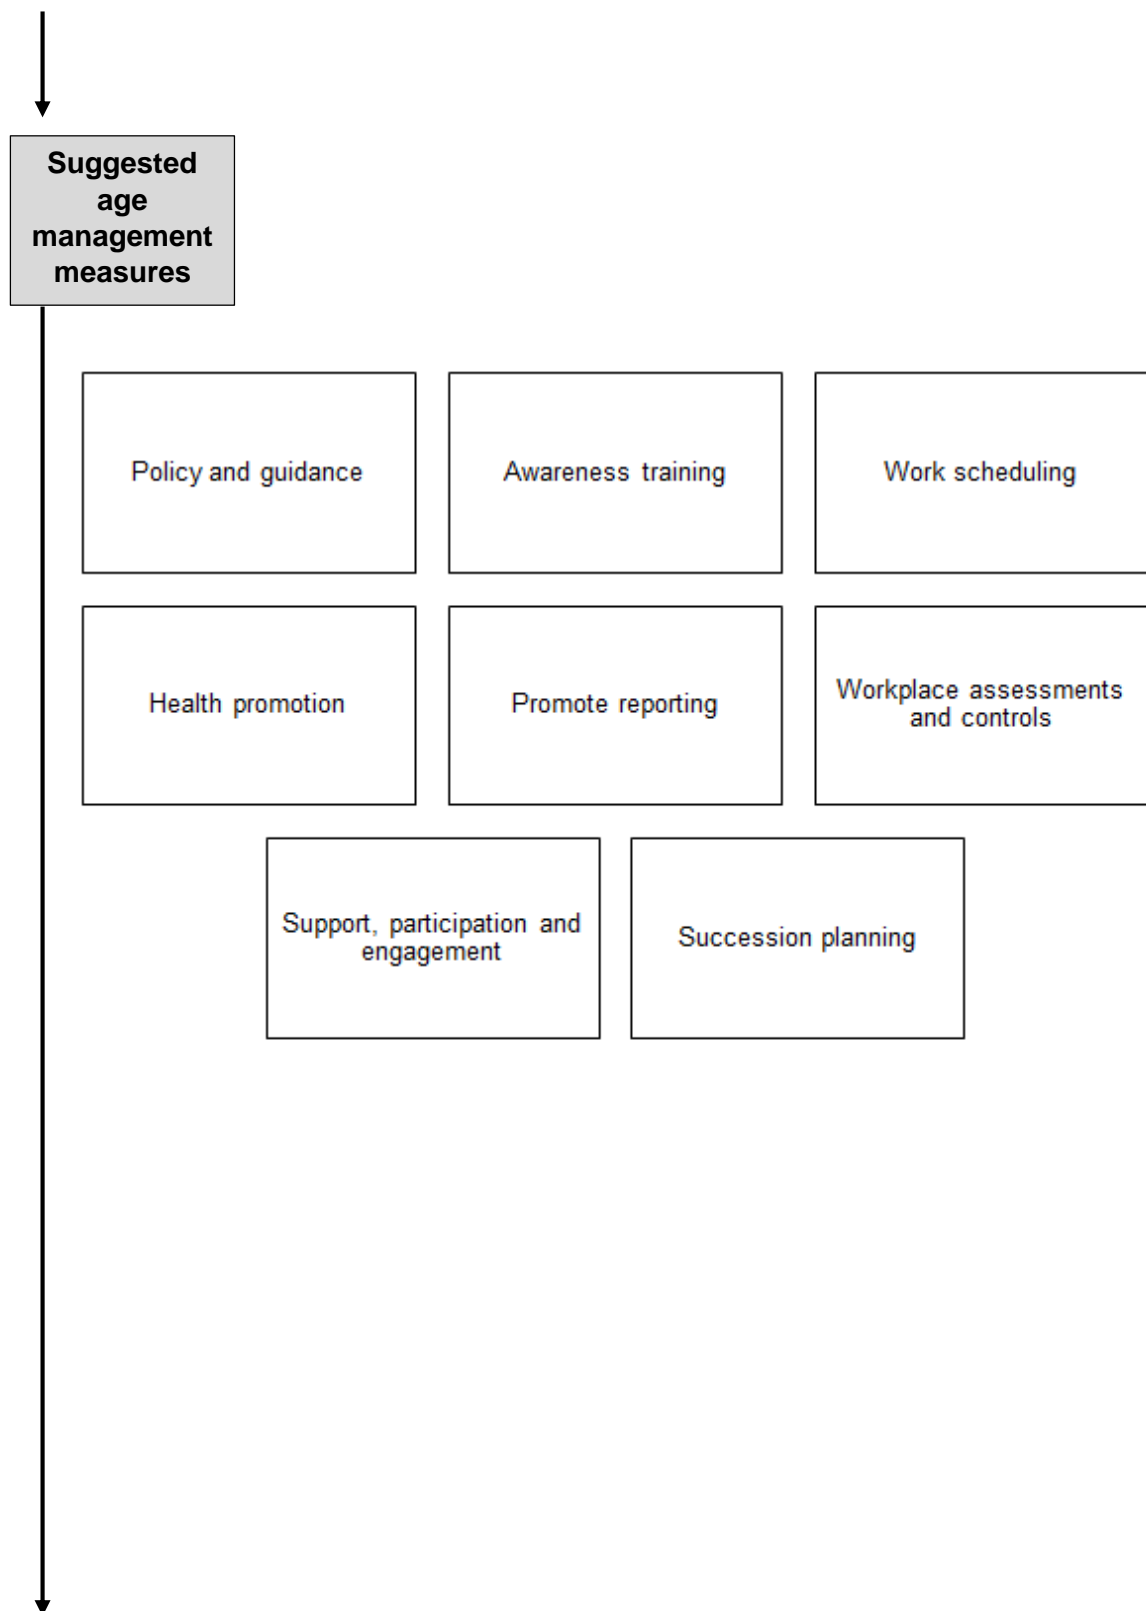 Suggested
age
management
measures
Policy and guidance
Awareness training
Work scheduling
Health promotion
Promote reporting
Workplace assessments
and controls
Support, participation and
engagement
Succession planning